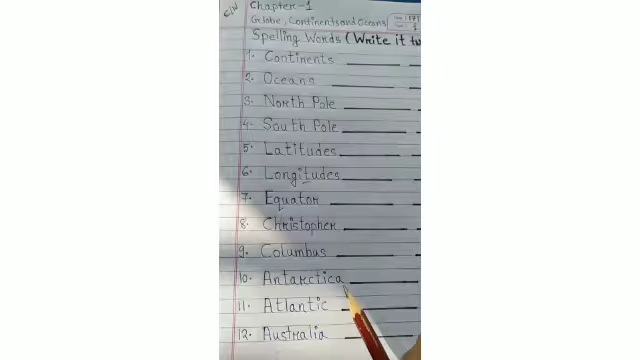 C/W
Chapter-1
Globe, Continents and Oceans
Spelling Words (Write it
1. Continents
2. Oceans
3. North Pole
4. South Pole
5. Latitudes
6. Longitudes
7. Equator
8. Christopher
9. Columbus
10. Antarctica
11. Atlantic
12. Australia